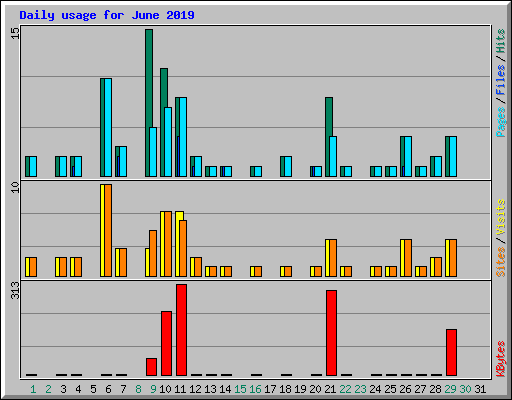 Daily usage for June 2019
15
Pages / Files / Hits
10
Sites / Visits
313
KBytes
1 2 3 4 5 6 7 8 9 10 11 12 13 14 15 16 17 18 19 20 21 22 23 24 25 26 27 28 29 30 31